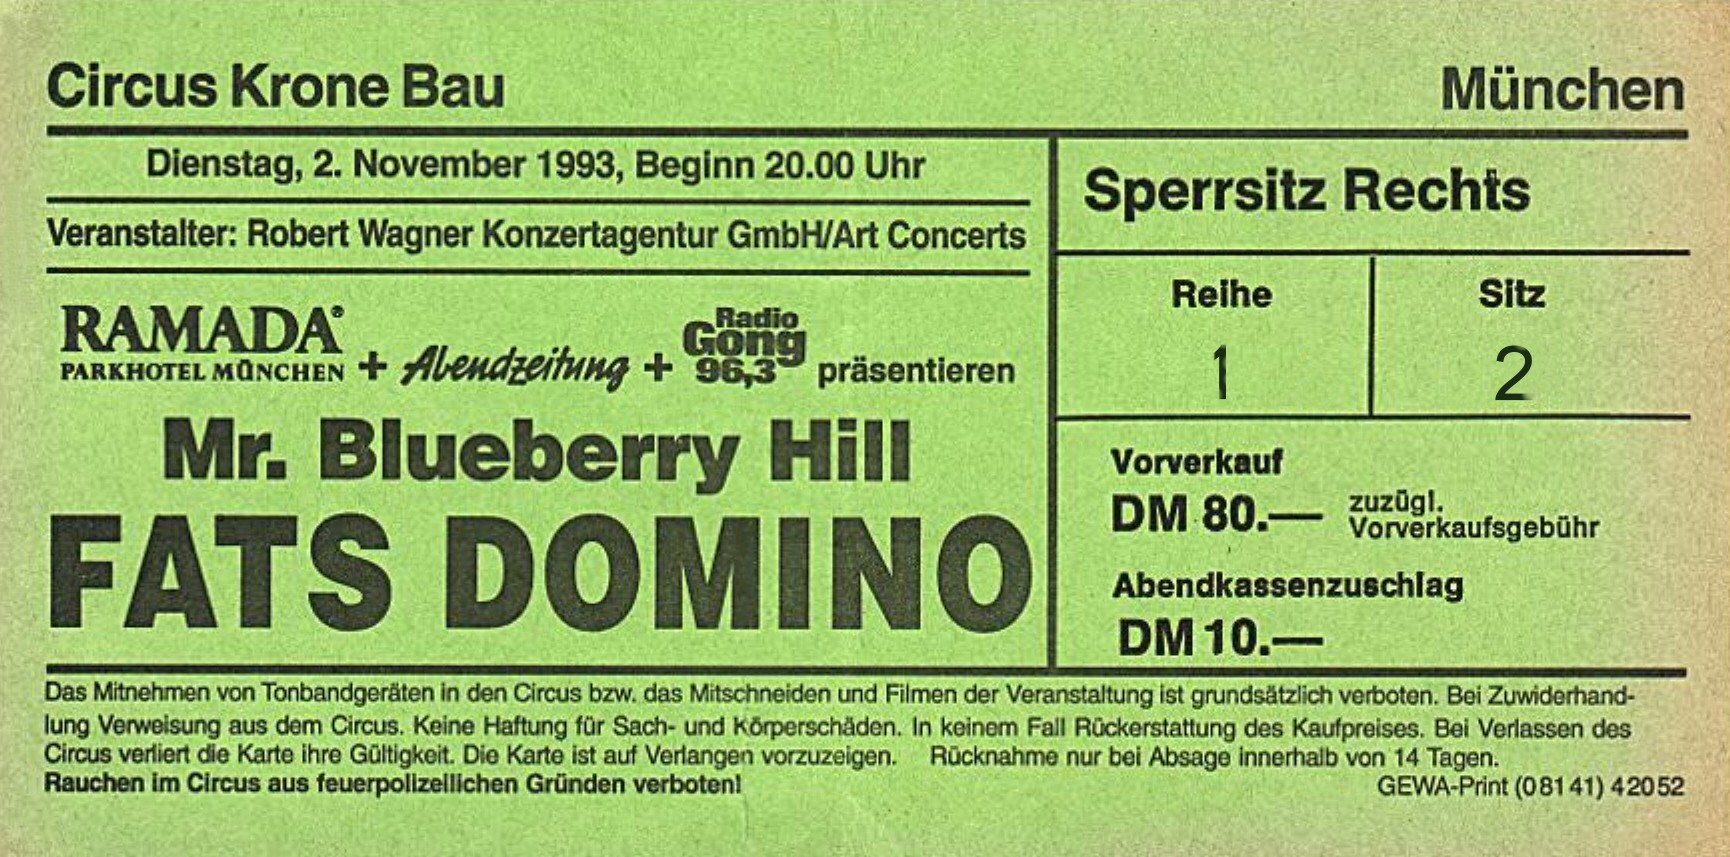 Circus Krone Bau
München
Dienstag, 2. November 1993, Beginn 20.00 Uhr
Veranstalter: Robert Wagner Konzertagentur GmbH/Art Concerts
RAMADA®
PARKHOTEL MÜNCHEN + Abendzeitung + Radio Gong 96,3 präsentieren
Mr. Blueberry Hill
FATS DOMINO
Sperrsitz Rechts
Reihe Sitz
1 2
Vorverkauf
DM 80.— zuzügl. Vorverkaufsgebühr
Abendkassenzuschlag
DM 10.—
Das Mitnehmen von Tonbandgeräten in den Circus bzw. das Mitschneiden und Filmen der Veranstaltung ist grundsätzlich verboten. Bei Zuwiderhand-
lung Verweisung aus dem Circus. Keine Haftung für Sach- und Körperschäden. In keinem Fall Rückerstattung des Kaufpreises. Bei Verlassen des
Circus verliert die Karte ihre Gültigkeit. Die Karte ist auf Verlangen vorzuzeigen. Rücknahme nur bei Absage innerhalb von 14 Tagen.
Rauchen im Circus aus feuerpolizeilichen Gründen verboten!
GEWA-Print (0 81 41) 4 20 52